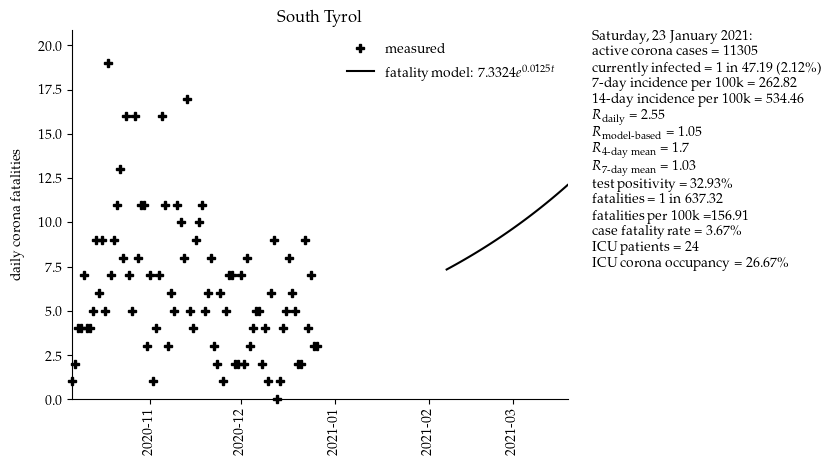 South Tyrol
measured
fatality model: 7.3324e^0.0125t
daily corona fatalities
20.0
17.5
15.0
12.5
10.0
7.5
5.0
2.5
0.0
2020-11
2020-12
2021-01
2021-02
2021-03
Saturday, 23 January 2021:
active corona cases = 11305
currently infected = 1 in 47.19 (2.12%)
7-day incidence per 100k = 262.82
14-day incidence per 100k = 534.46
R_daily = 2.55
R_model-based = 1.05
R_4-day mean = 1.7
R_7-day mean = 1.03
test positivity = 32.93%
fatalities = 1 in 637.32
fatalities per 100k =156.91
case fatality rate = 3.67%
ICU patients = 24
ICU corona occupancy = 26.67%